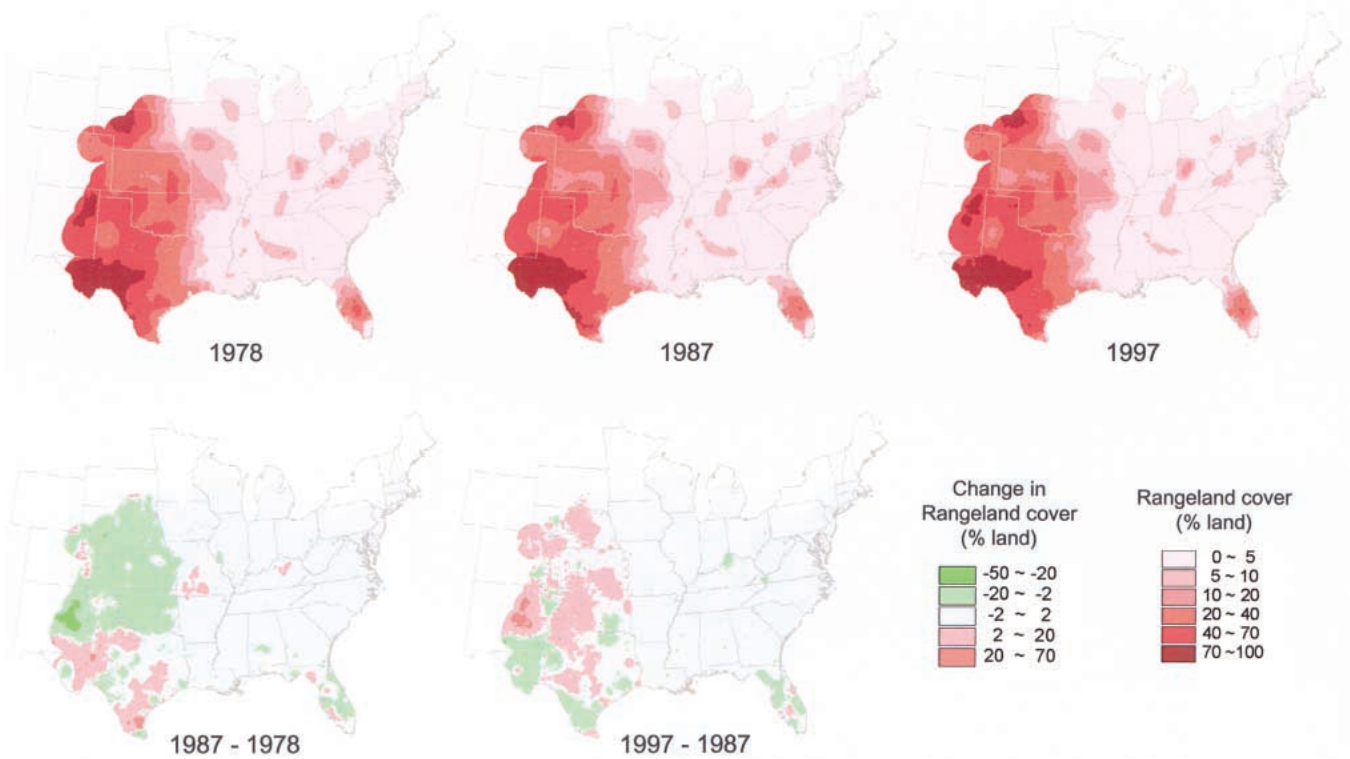 1978
1987
1997
1987 - 1978
1997 - 1987
Change in
Rangeland cover
(% land)
-50 ~ -20
-20 ~ -2
-2 ~ 2
2 ~ 20
20 ~ 70
Rangeland cover
(% land)
0 ~ 5
5 ~ 10
10 ~ 20
20 ~ 40
40 ~ 70
70 ~100